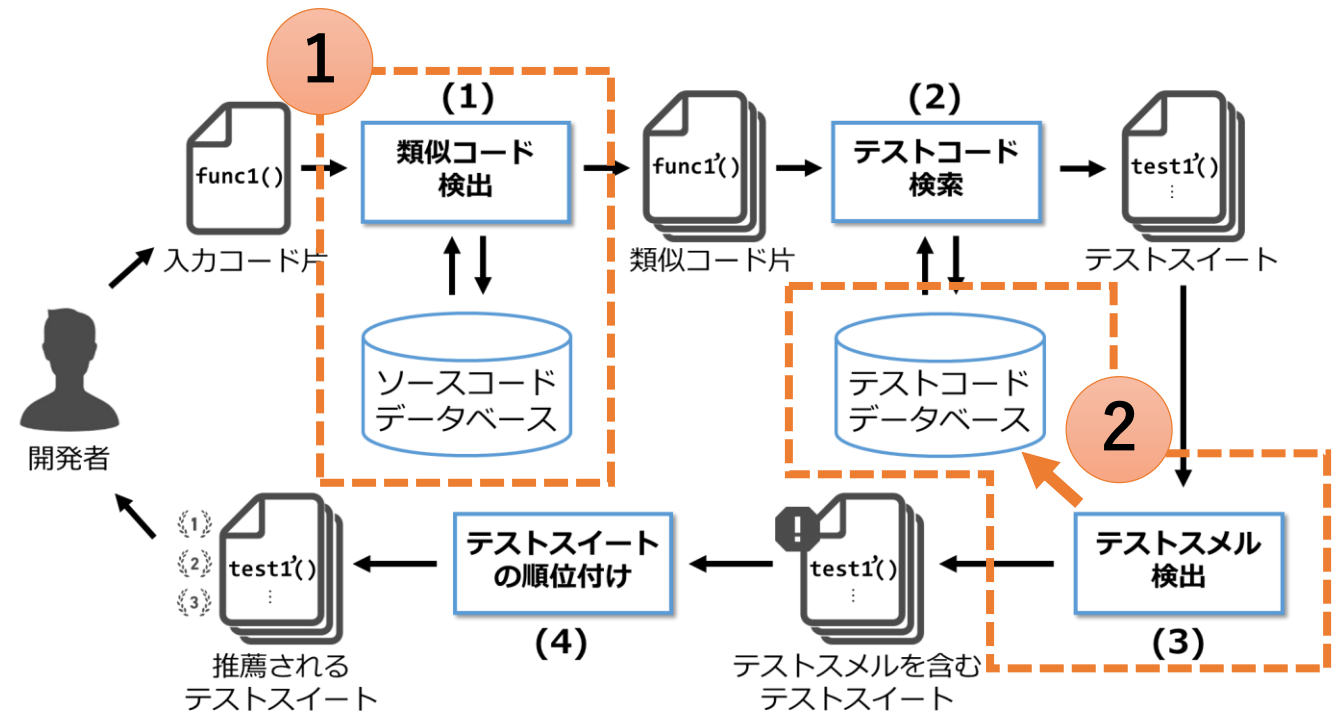 1
(1)
類似コード
検出
func1()
入力コード片
ソースコード
データベース
func1'()
類似コード片
(2)
テストコード
検索
test1'()
⋮
テストスイート
テストコード
データベース
2
開発者
テストスメル
検出
(3)
!
test1'()
⋮
テストスメルを含む
テストスイート
テストスイート
の順位付け
(4)
1
2
3
test1'()
⋮
推薦される
テストスイート